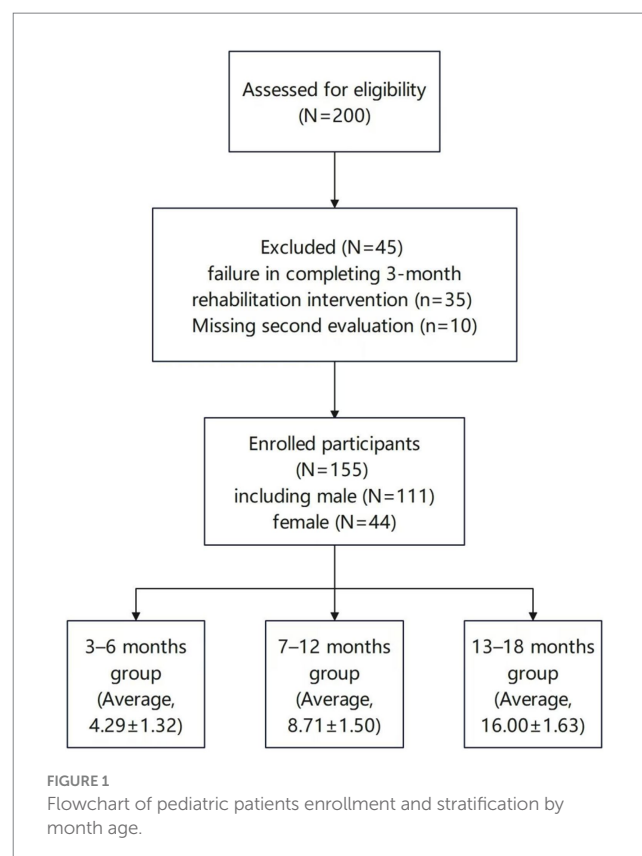 Assessed for eligibility
(N=200)
Excluded (N=45)
failure in completing 3-month
rehabilitation intervention (n=35)
Missing second evaluation (n=10)
Enrolled participants
(N=155)
including male (N=111)
female (N=44)
3–6 months
group
(Average,
4.29±1.32)
7–12 months
group
(Average,
8.71±1.50)
13–18 months
group
(Average,
16.00±1.63)
FIGURE 1
Flowchart of pediatric patients enrollment and stratification by
month age.